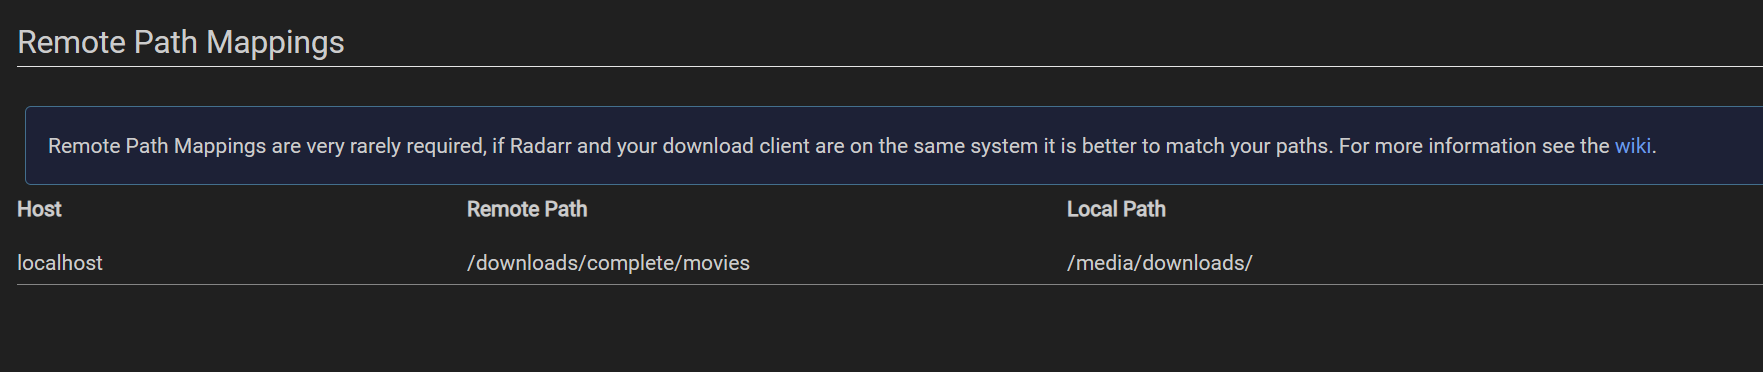 Remote Path Mappings
Remote Path Mappings are very rarely required, if Radarr and your download client are on the same system it is better to match your paths. For more information see the wiki.
Host Remote Path Local Path
localhost /downloads/complete/movies /media/downloads/